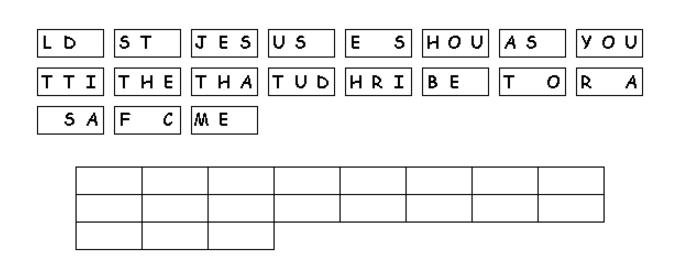 LD ST JES US E S HOU AS YOU
TTI THE THA TUD HRI BE T O R A
SA F C ME